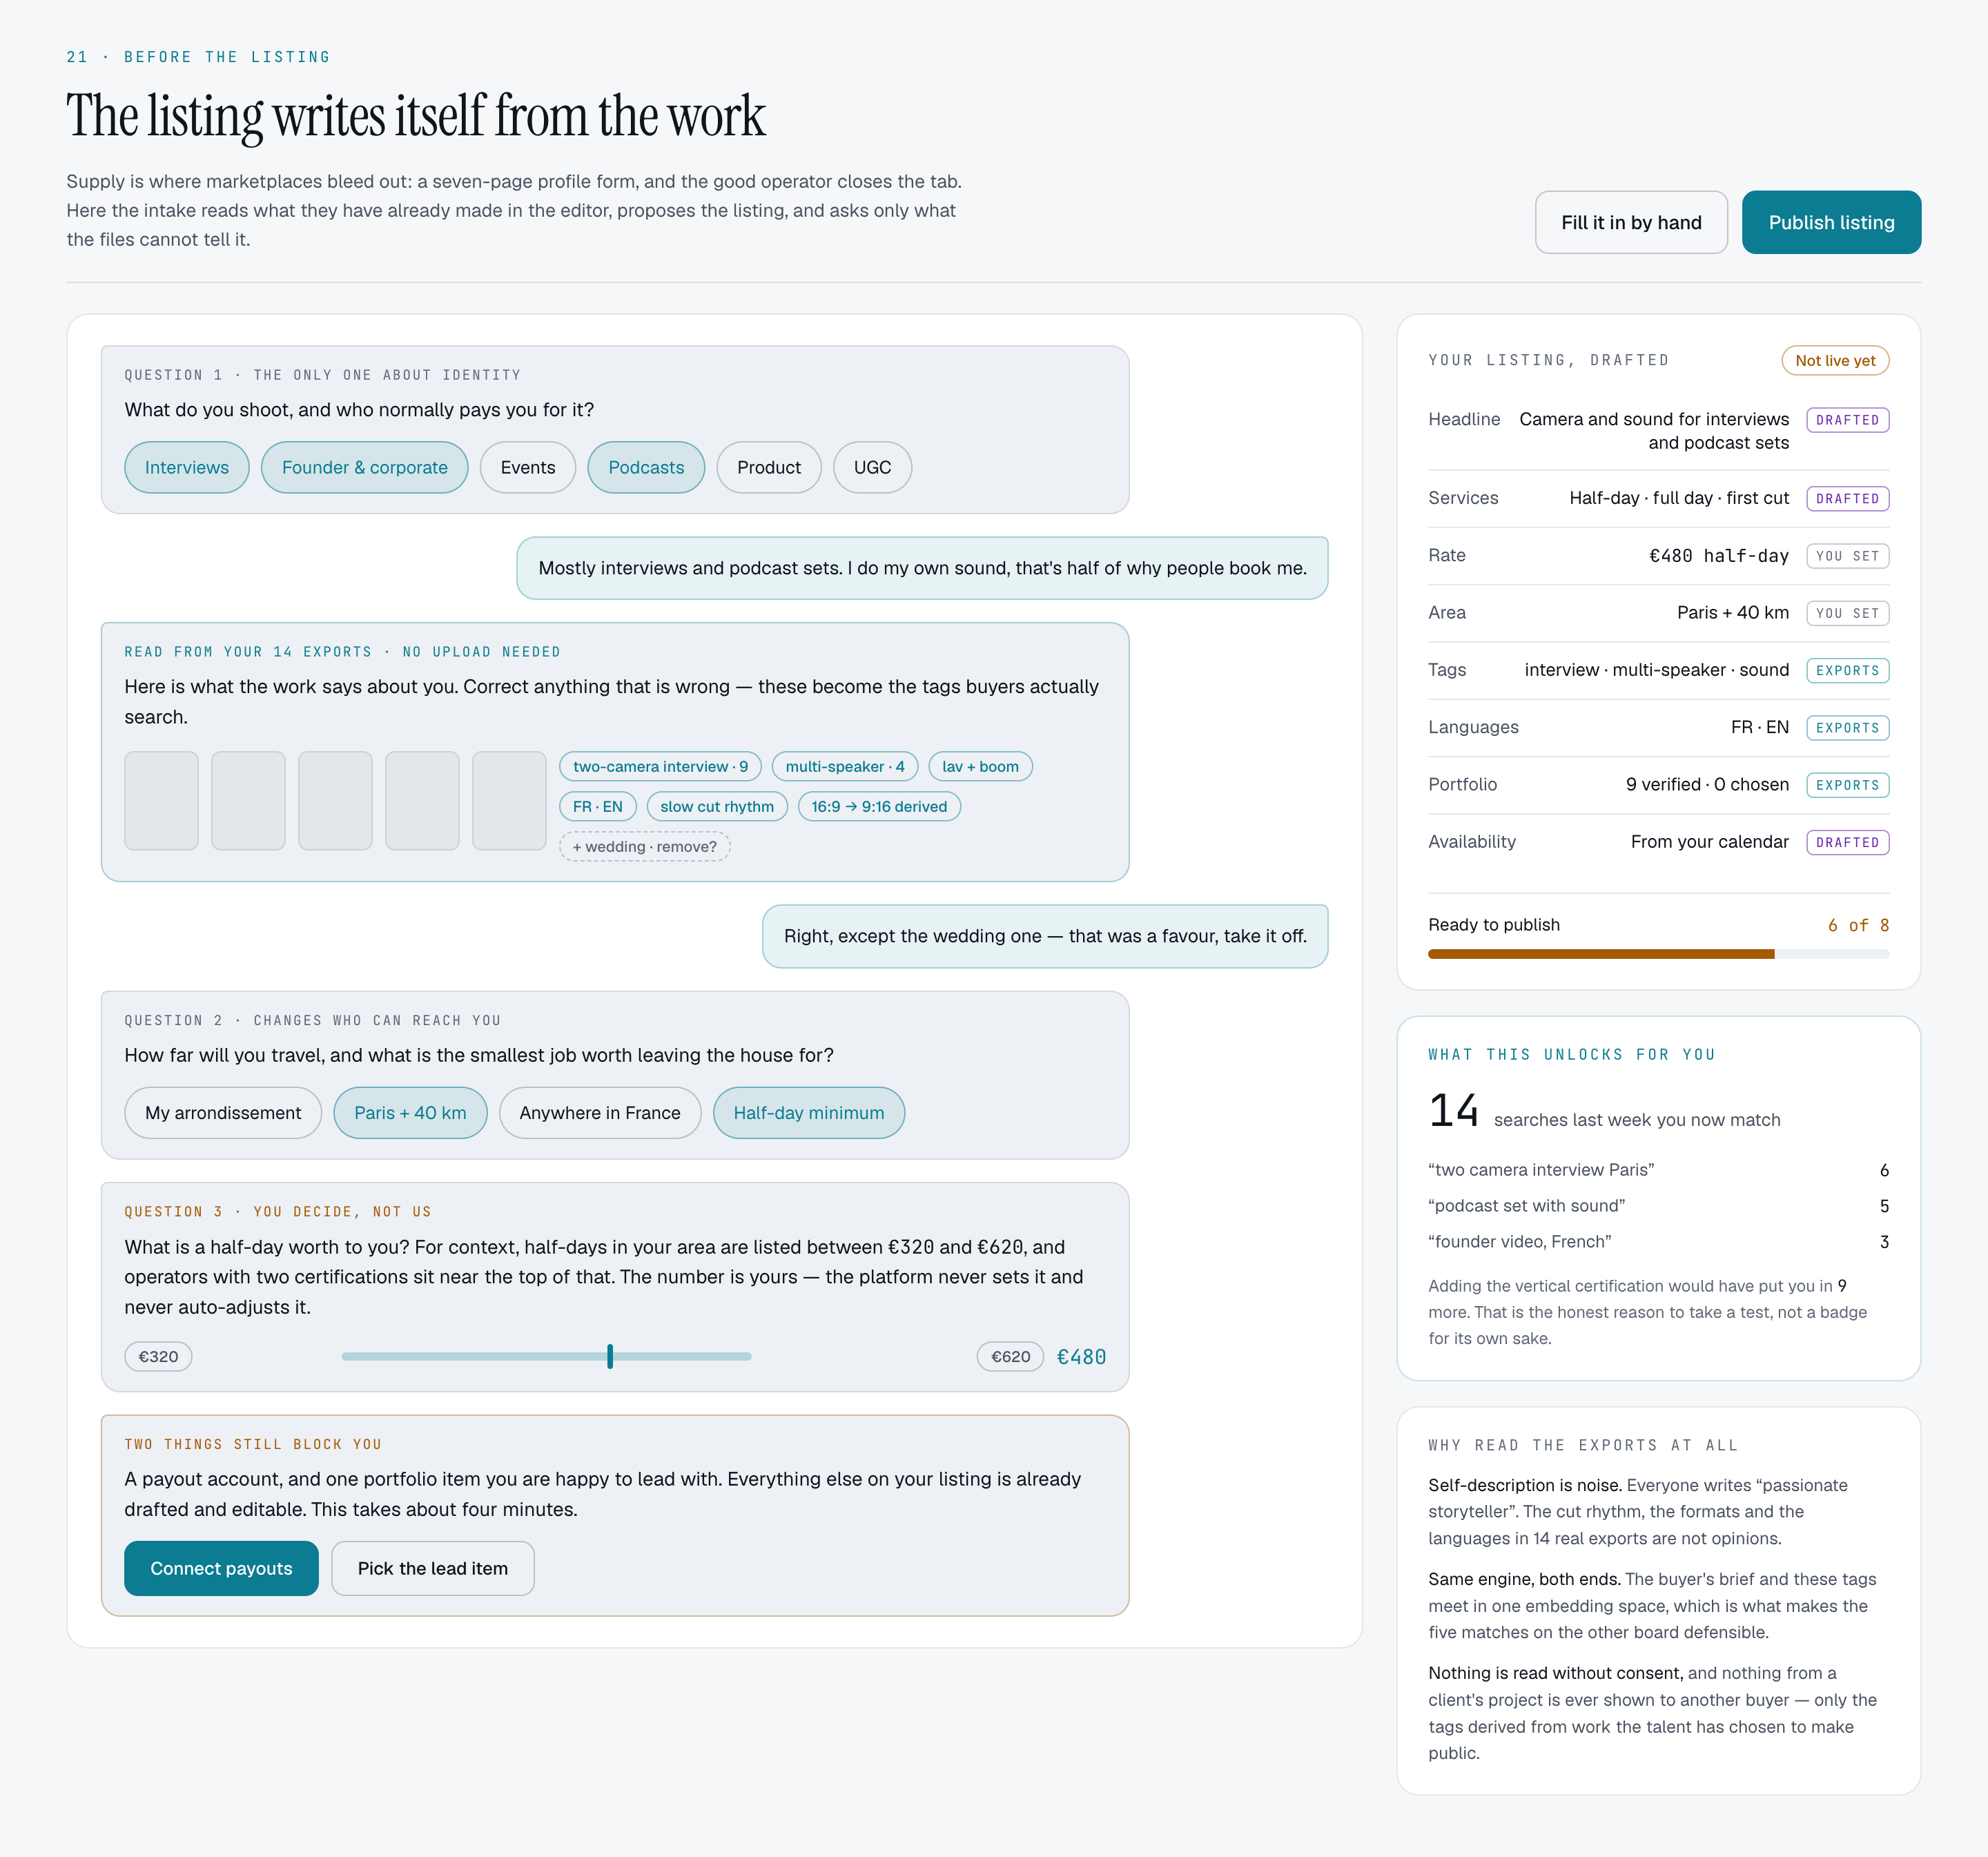 21 · BEFORE THE LISTING
The listing writes itself from the work
Supply is where marketplaces bleed out: a seven-page profile form, and the good operator closes the tab.
Here the intake reads what they have already made in the editor, proposes the listing, and asks only what
the files cannot tell it.
Fill it in by hand
Publish listing
QUESTION 1 · THE ONLY ONE ABOUT IDENTITY
What do you shoot, and who normally pays you for it?
Interviews
Founder & corporate
Events
Podcasts
Product
UGC
Mostly interviews and podcast sets. I do my own sound, that's half of why people book me.
READ FROM YOUR 14 EXPORTS · NO UPLOAD NEEDED
Here is what the work says about you. Correct anything that is wrong — these become the tags buyers actually
search.
two-camera interview · 9
multi-speaker · 4
lav + boom
FR · EN
slow cut rhythm
16:9 → 9:16 derived
+ wedding · remove?
Right, except the wedding one — that was a favour, take it off.
QUESTION 2 · CHANGES WHO CAN REACH YOU
How far will you travel, and what is the smallest job worth leaving the house for?
My arrondissement
Paris + 40 km
Anywhere in France
Half-day minimum
QUESTION 3 · YOU DECIDE, NOT US
What is a half-day worth to you? For context, half-days in your area are listed between €320 and €620, and
operators with two certifications sit near the top of that. The number is yours — the platform never sets it and
never auto-adjusts it.
€320
€620
€480
TWO THINGS STILL BLOCK YOU
A payout account, and one portfolio item you are happy to lead with. Everything else on your listing is already
drafted and editable. This takes about four minutes.
Connect payouts
Pick the lead item
YOUR LISTING, DRAFTED
Not live yet
Headline
Camera and sound for interviews
and podcast sets
DRAFTED
Services
Half-day · full day · first cut
DRAFTED
Rate
€480 half-day
YOU SET
Area
Paris + 40 km
YOU SET
Tags
interview · multi-speaker · sound
EXPORTS
Languages
FR · EN
EXPORTS
Portfolio
9 verified · 0 chosen
EXPORTS
Availability
From your calendar
DRAFTED
Ready to publish
6 of 8
WHAT THIS UNLOCKS FOR YOU
14 searches last week you now match
“two camera interview Paris”
6
“podcast set with sound”
5
“founder video, French”
3
Adding the vertical certification would have put you in 9
more. That is the honest reason to take a test, not a badge
for its own sake.
WHY READ THE EXPORTS AT ALL
Self-description is noise. Everyone writes “passionate
storyteller”. The cut rhythm, the formats and the
languages in 14 real exports are not opinions.
Same engine, both ends. The buyer's brief and these tags
meet in one embedding space, which is what makes the
five matches on the other board defensible.
Nothing is read without consent, and nothing from a
client's project is ever shown to another buyer — only the
tags derived from work the talent has chosen to make
public.